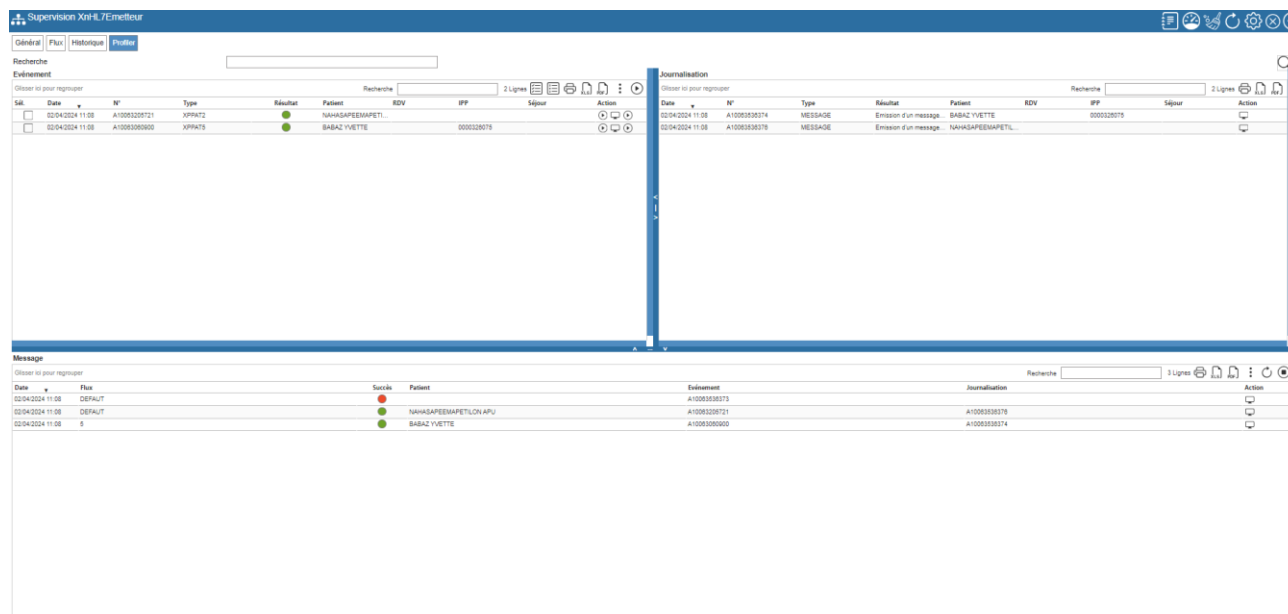 Supervision XnHL7Emetteur
Général Flux Historique Profiler
Recherche
Evènement
Glisser ici pour regrouper Recherche 2 Lignes
Sél. Date N° Type Résultat Patient RDV IPP Séjour Action
02/04/2024 11:08 A10063205721 XPPAT2 NAHASAPEEMAPETI...
02/04/2024 11:08 A10063060900 XPPAT5 BABAZ YVETTE 0000326075
Journalisation
Glisser ici pour regrouper Recherche 2 Lignes
Date N° Type Résultat Patient RDV IPP Séjour Action
02/04/2024 11:08 A10063636374 MESSAGE Emission d'un message... BABAZ YVETTE 0000326075
02/04/2024 11:08 A10063636376 MESSAGE Emission d'un message... NAHASAPEEMAPETIL...
Message
Glisser ici pour regrouper Recherche 3 Lignes
Date Flux Succès Patient Evénement Journalisation Action
02/04/2024 11:08 DEFAUT A10063636373
02/04/2024 11:08 DEFAUT NAHASAPEEMAPETILON APU A10063205721 A10063636376
02/04/2024 11:08 5 BABAZ YVETTE A10063060900 A10063636374